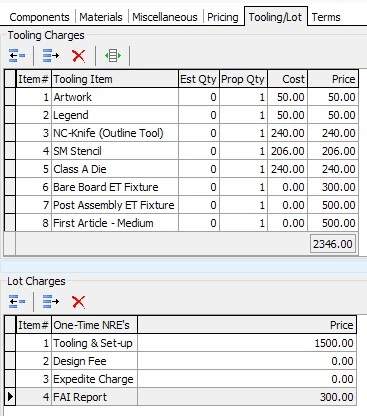 Components Materials Miscellaneous Pricing Tooling/Lot Terms
Tooling Charges
Item# Tooling Item Est Qty Prop Qty Cost Price
1 Artwork 0 1 50.00 50.00
2 Legend 0 1 50.00 50.00
3 NC-Knife (Outline Tool) 0 1 240.00 240.00
4 SM Stencil 0 1 206.00 206.00
5 Class A Die 0 1 240.00 240.00
6 Bare Board ET Fixture 0 1 0.00 300.00
7 Post Assembly ET Fixture 0 1 0.00 500.00
8 First Article - Medium 0 1 0.00 500.00
2346.00
Lot Charges
Item# One-Time NRE's Price
1 Tooling & Set-up 1500.00
2 Design Fee 0.00
3 Expedite Charge 0.00
4 FAI Report 300.00